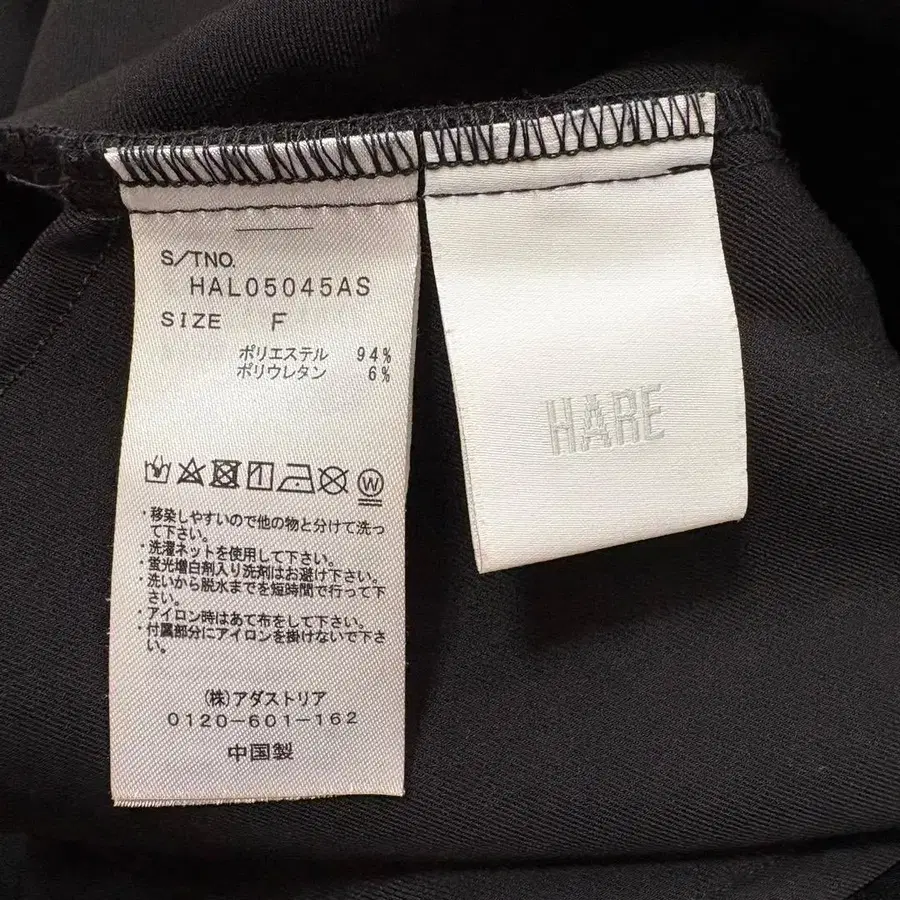 S/TNO.
HAL05045AS
SIZE F
ポリエステル 94%
ポリウレタン 6%
W
・移染しやすいので他の物と分けて洗っ
て下さい。
・洗濯ネットを使用して下さい。
・蛍光増白剤入り洗剤はお避け下さい。
・洗いから脱水までを短時間で行って下
さい。
・アイロン時はあて布をして下さい。
・付属部分にアイロンを掛けないで下さ
い。
(株)アダストリア
0120-601-162
中国製
HARE